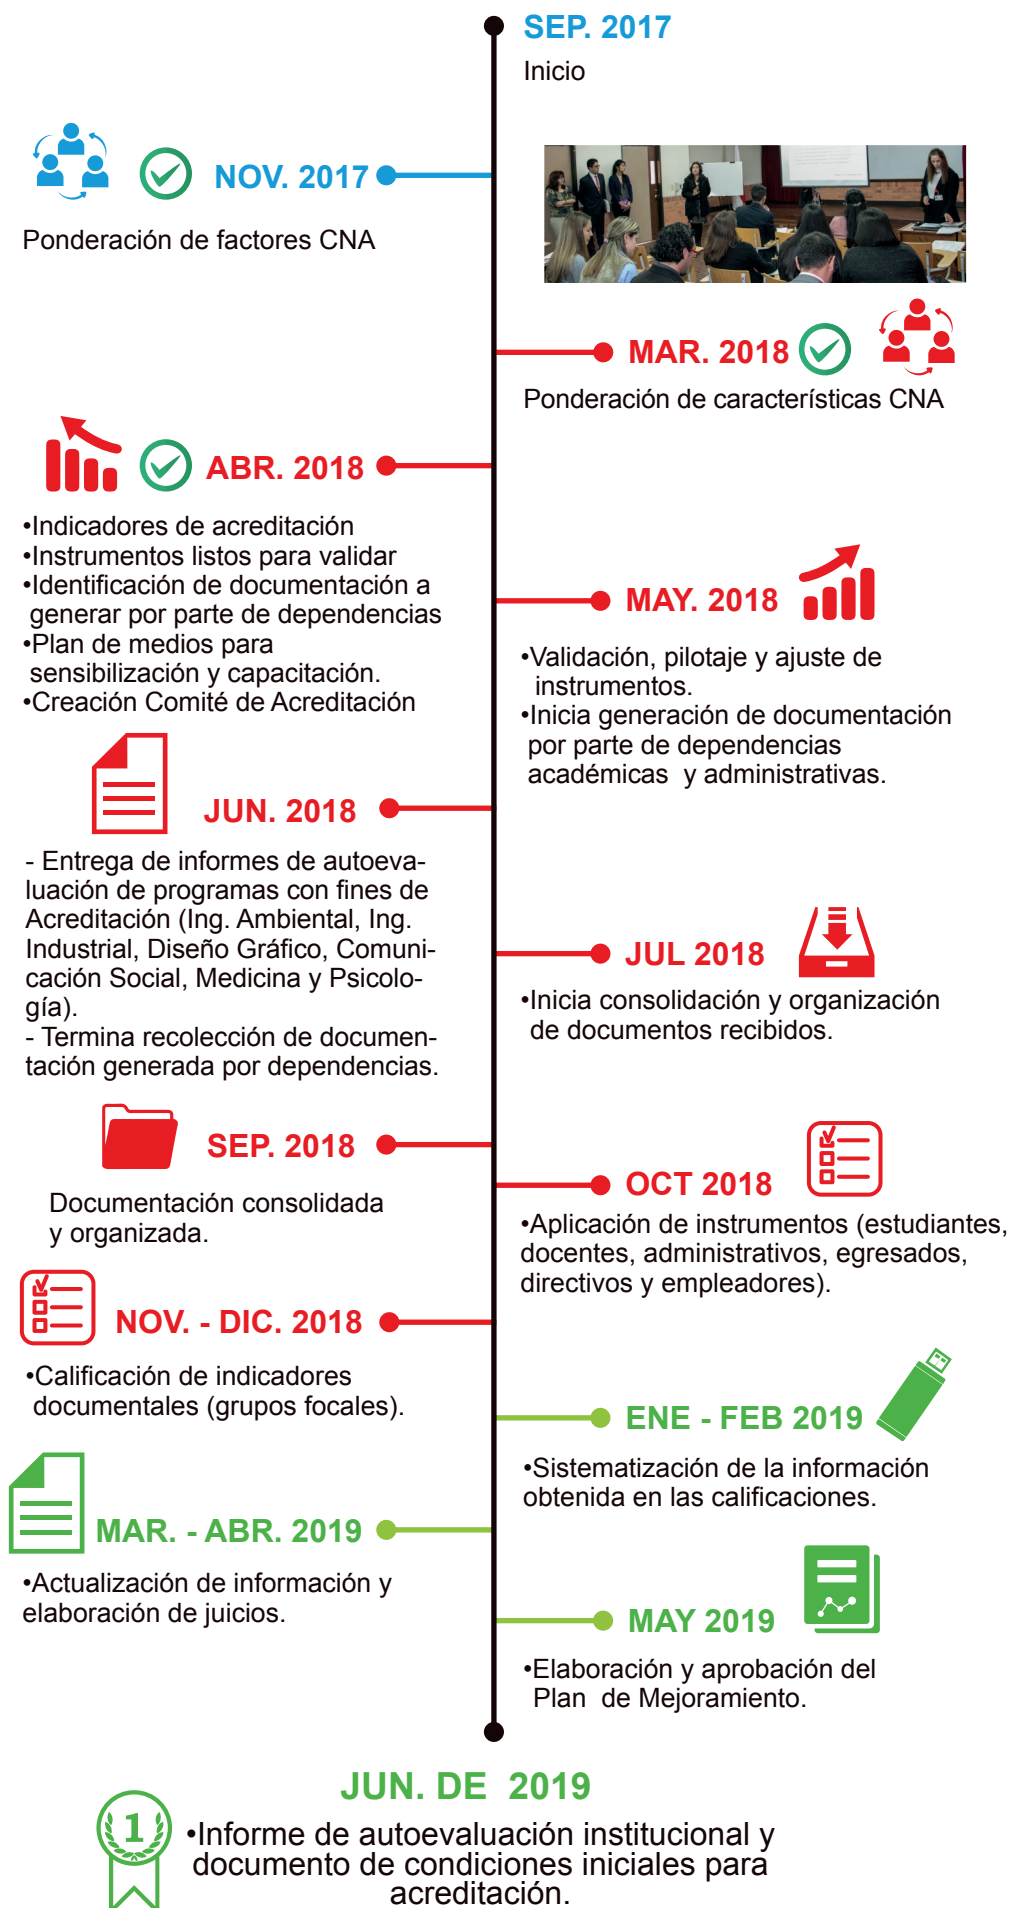 SEP. 2017
Inicio
NOV. 2017
Ponderación de factores CNA
MAR. 2018
Ponderación de características CNA
ABR. 2018
•Indicadores de acreditación
•Instrumentos listos para validar
•Identificación de documentación a
generar por parte de dependencias
•Plan de medios para
sensibilización y capacitación.
•Creación Comité de Acreditación
MAY. 2018
•Validación, pilotaje y ajuste de
instrumentos.
•Inicia generación de documentación
por parte de dependencias
académicas y administrativas.
JUN. 2018
- Entrega de informes de autoeva-
luación de programas con fines de
Acreditación (Ing. Ambiental, Ing.
Industrial, Diseño Gráfico, Comuni-
cación Social, Medicina y Psicolo-
gía).
- Termina recolección de documen-
tación generada por dependencias.
JUL 2018
•Inicia consolidación y organización
de documentos recibidos.
SEP. 2018
Documentación consolidada
y organizada.
OCT 2018
•Aplicación de instrumentos (estudiantes,
docentes, administrativos, egresados,
directivos y empleadores).
NOV. - DIC. 2018
•Calificación de indicadores
documentales (grupos focales).
ENE - FEB 2019
•Sistematización de la información
obtenida en las calificaciones.
MAR. - ABR. 2019
•Actualización de información y
elaboración de juicios.
MAY 2019
•Elaboración y aprobación del
Plan de Mejoramiento.
JUN. DE 2019
1
•Informe de autoevaluación institucional y
documento de condiciones iniciales para
acreditación.